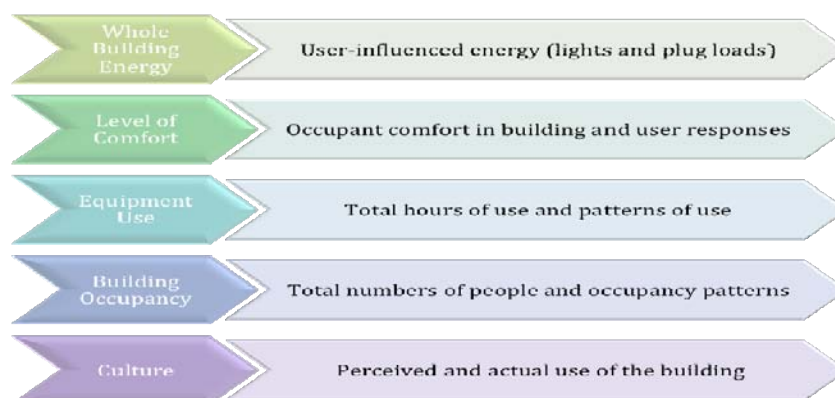 Whole
Building
Energy
User-influenced energy (lights and plug loads)
Level of
Comfort
Occupant comfort in building and user responses
Equipment
Use
Total hours of use and patterns of use
Building
Occupancy
Total numbers of people and occupancy patterns
Culture
Perceived and actual use of the building